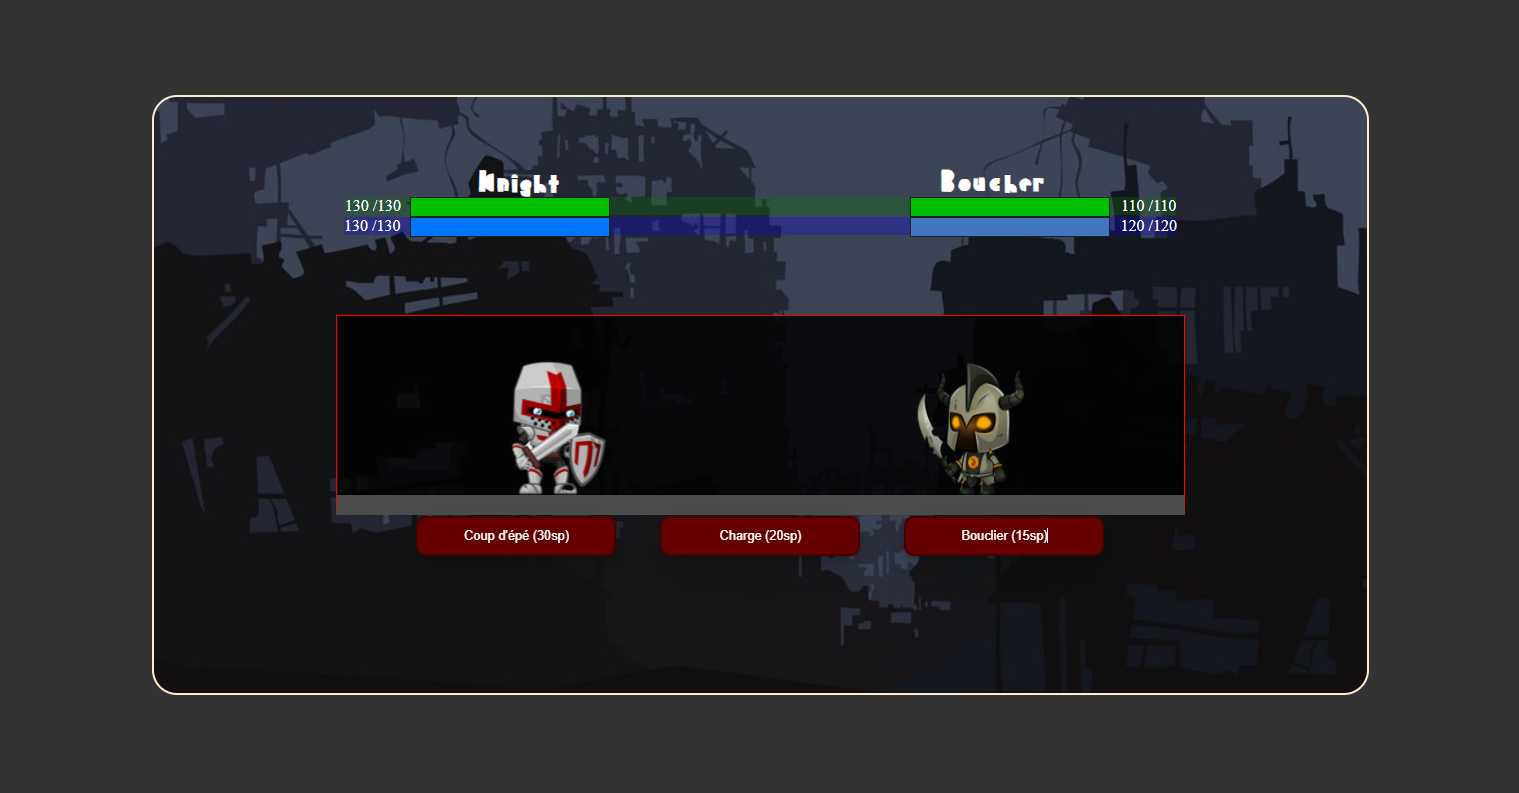 Knight
Boucher
130 /130
110 /110
130 /130
120 /120
Coup d'épé (30sp)
Charge (20sp)
Bouclier (15sp)